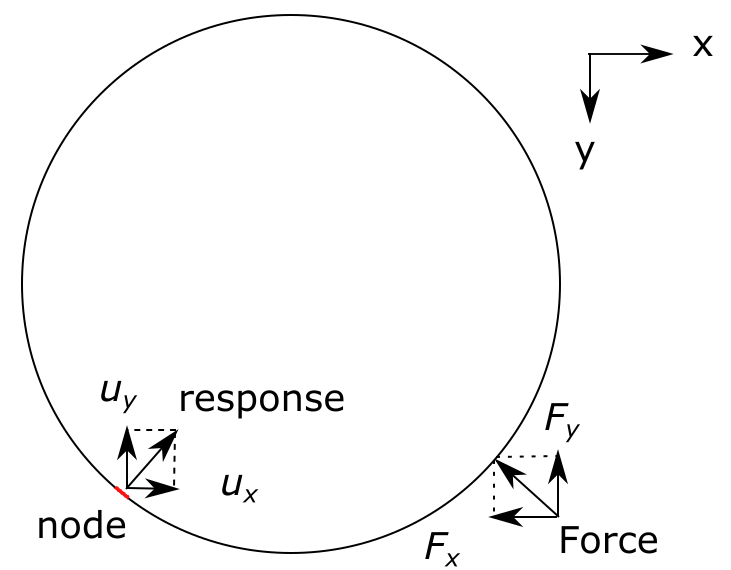 x
y
u_y
response
u_x
node
F_y
Force
F_x